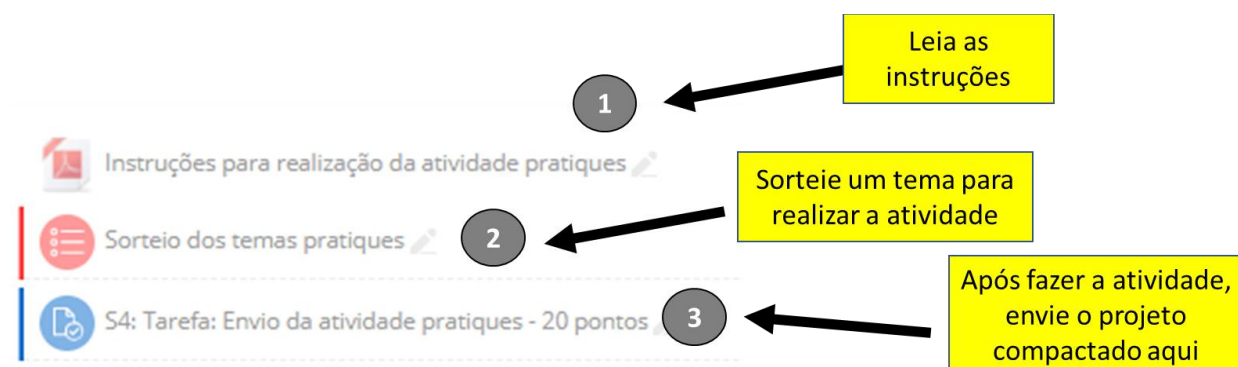 Leia as
instruções
1
Instruções para realização da atividade pratiques
Sorteie um tema para
realizar a atividade
Sorteio dos temas pratiques
2
Após fazer a atividade,
envie o projeto
compactado aqui
S4: Tarefa: Envio da atividade pratiques - 20 pontos
3